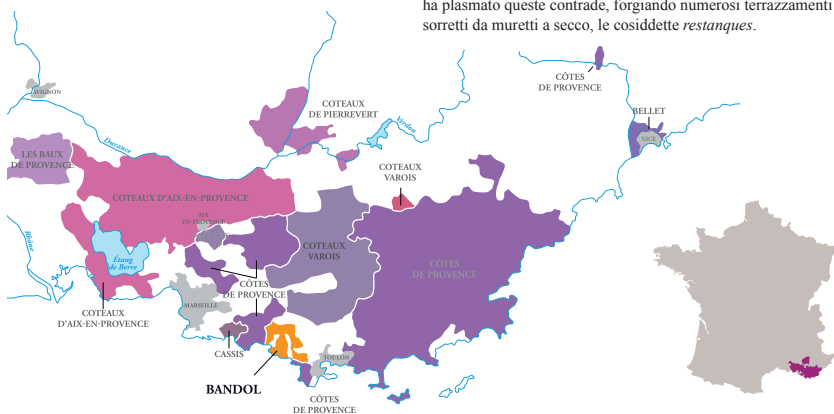 ha plasmato queste contrade, forgiando numerosi terrazzamenti
sorretti da muretti a secco, le cosiddette restanques.
CÔTES
DE PROVENCE
AVIGNON
COTEAUX
DE PIERREVERT
Verdon
BELLET
NICE
Durance
LES BAUX
DE PROVENCE
COTEAUX
VAROIS
COTEAUX D'AIX-EN-PROVENCE
AIX
EN-PROVENCE
Rhône
Étang
de Berre
COTEAUX
VAROIS
CÔTES
DE PROVENCE
CÔTES
DE PROVENCE
MARSEILLE
COTEAUX
D'AIX-EN-PROVENCE
CASSIS
TOULON
BANDOL
CÔTES
DE PROVENCE